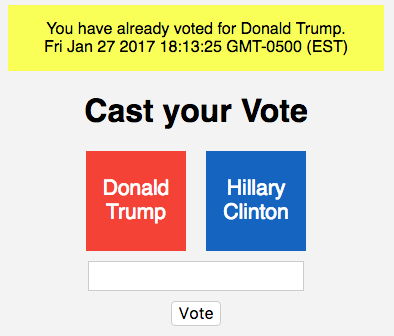 You have already voted for Donald Trump.
Fri Jan 27 2017 18:13:25 GMT-0500 (EST)
Cast your Vote
Donald
Trump
Hillary
Clinton
Vote